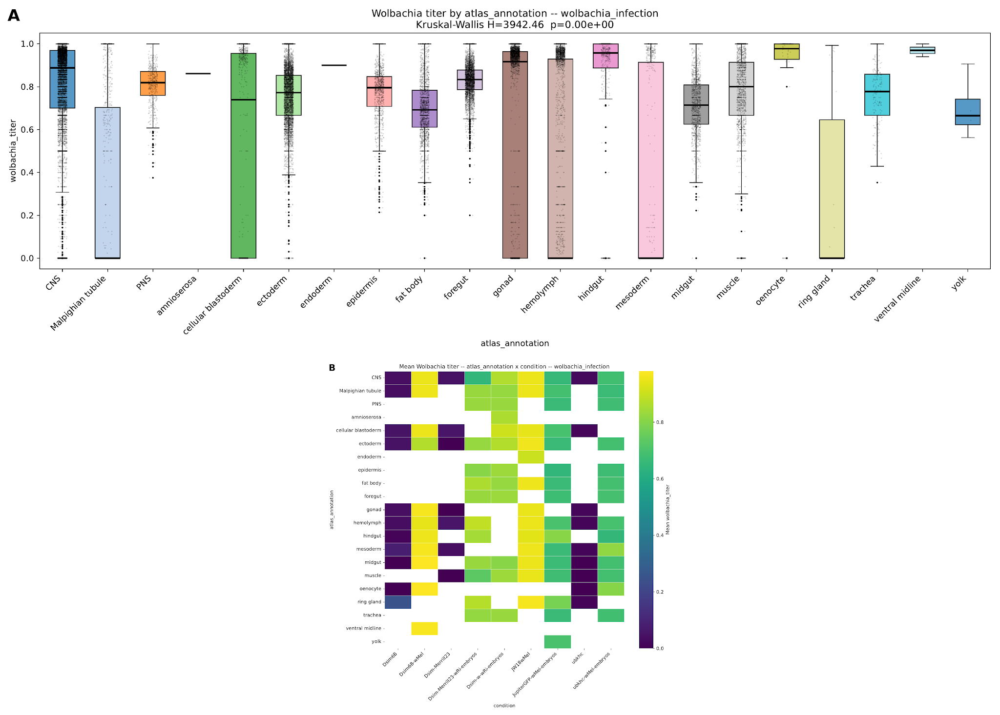 A
Wolbachia titer by atlas_annotation -- wolbachia_infection
Kruskal-Wallis H=3942.46  p=0.00e+00
wolbachia_titer
1.0
0.8
0.6
0.4
0.2
0.0
CNS
Malpighian tubule
PNS
amnioserosa
cellular blastoderm
ectoderm
endoderm
epidermis
fat body
foregut
gonad
hemolymph
hindgut
mesoderm
midgut
muscle
oenocyte
ring gland
trachea
ventral midline
yolk
atlas_annotation
B
Mean Wolbachia titer -- atlas_annotation x condition -- wolbachia_infection
atlas_annotation
CNS
Malpighian tubule
PNS
amnioserosa
cellular blastoderm
ectoderm
endoderm
epidermis
fat body
foregut
gonad
hemolymph
hindgut
mesoderm
midgut
muscle
oenocyte
ring gland
trachea
ventral midline
yolk
Dsim6B
Dsim6B-wMel
Dsim-Merrill23
Dsim-Merrill23-wRi-embryos
Dsim-w-wRi-embryos
JW18wMel
JupiterGFP-wMel-embryos
ubkhc
ubkhc-wMel-embryos
condition
0.8
0.6
0.4
0.2
0.0
Mean wolbachia_titer